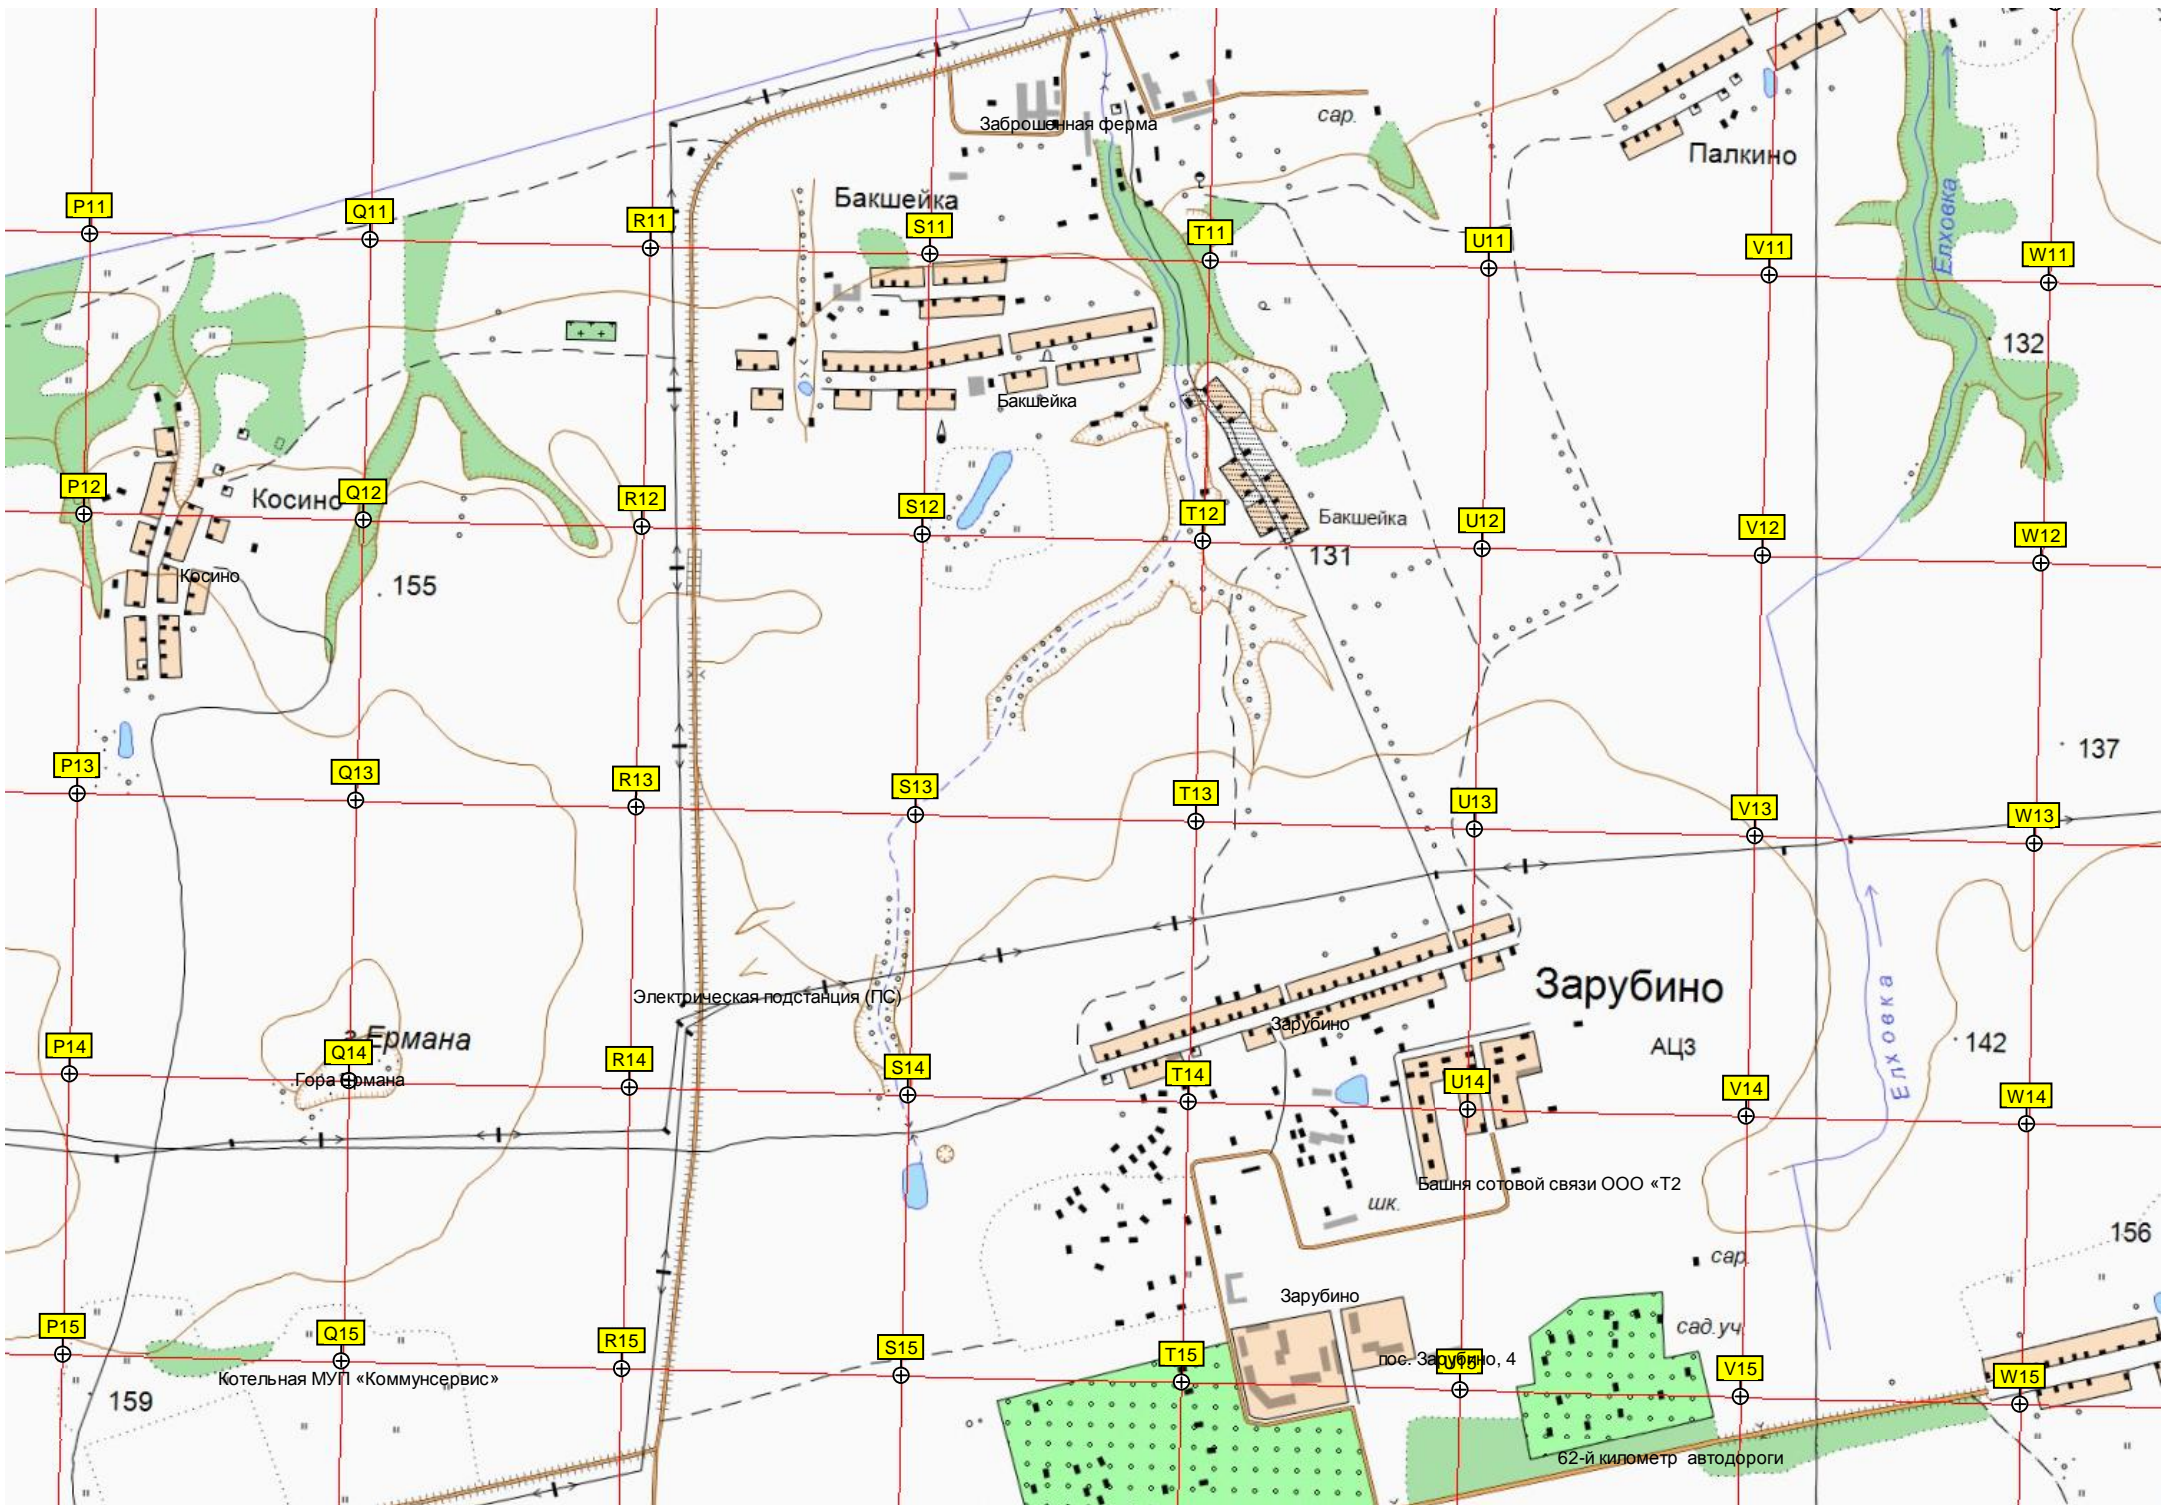 Заброшенная ферма
сар.
Палкино
Бакшейка
P11
Q11
R11
S11
T11
U11
V11
W11
Елховка
132
Бакшейка
P12
Косино
Q12
R12
S12
T12
Бакшейка
U12
V12
W12
131
Косино
155
137
P13
Q13
R13
S13
T13
U13
V13
W13
Зарубино
Электрическая подстанция (ПС)
Елховка
Зарубино
г. Ермана
АЦЗ
142
P14
Q14
R14
S14
T14
U14
V14
W14
Гора Ермана
Башня сотовой связи ООО «Т2
шк.
156
сар.
Зарубино
сад.уч.
P15
Q15
R15
S15
T15
пос. Зарубино, 4
U15
V15
W15
Котельная МУП «Коммунсервис»
159
62-й километр автодороги